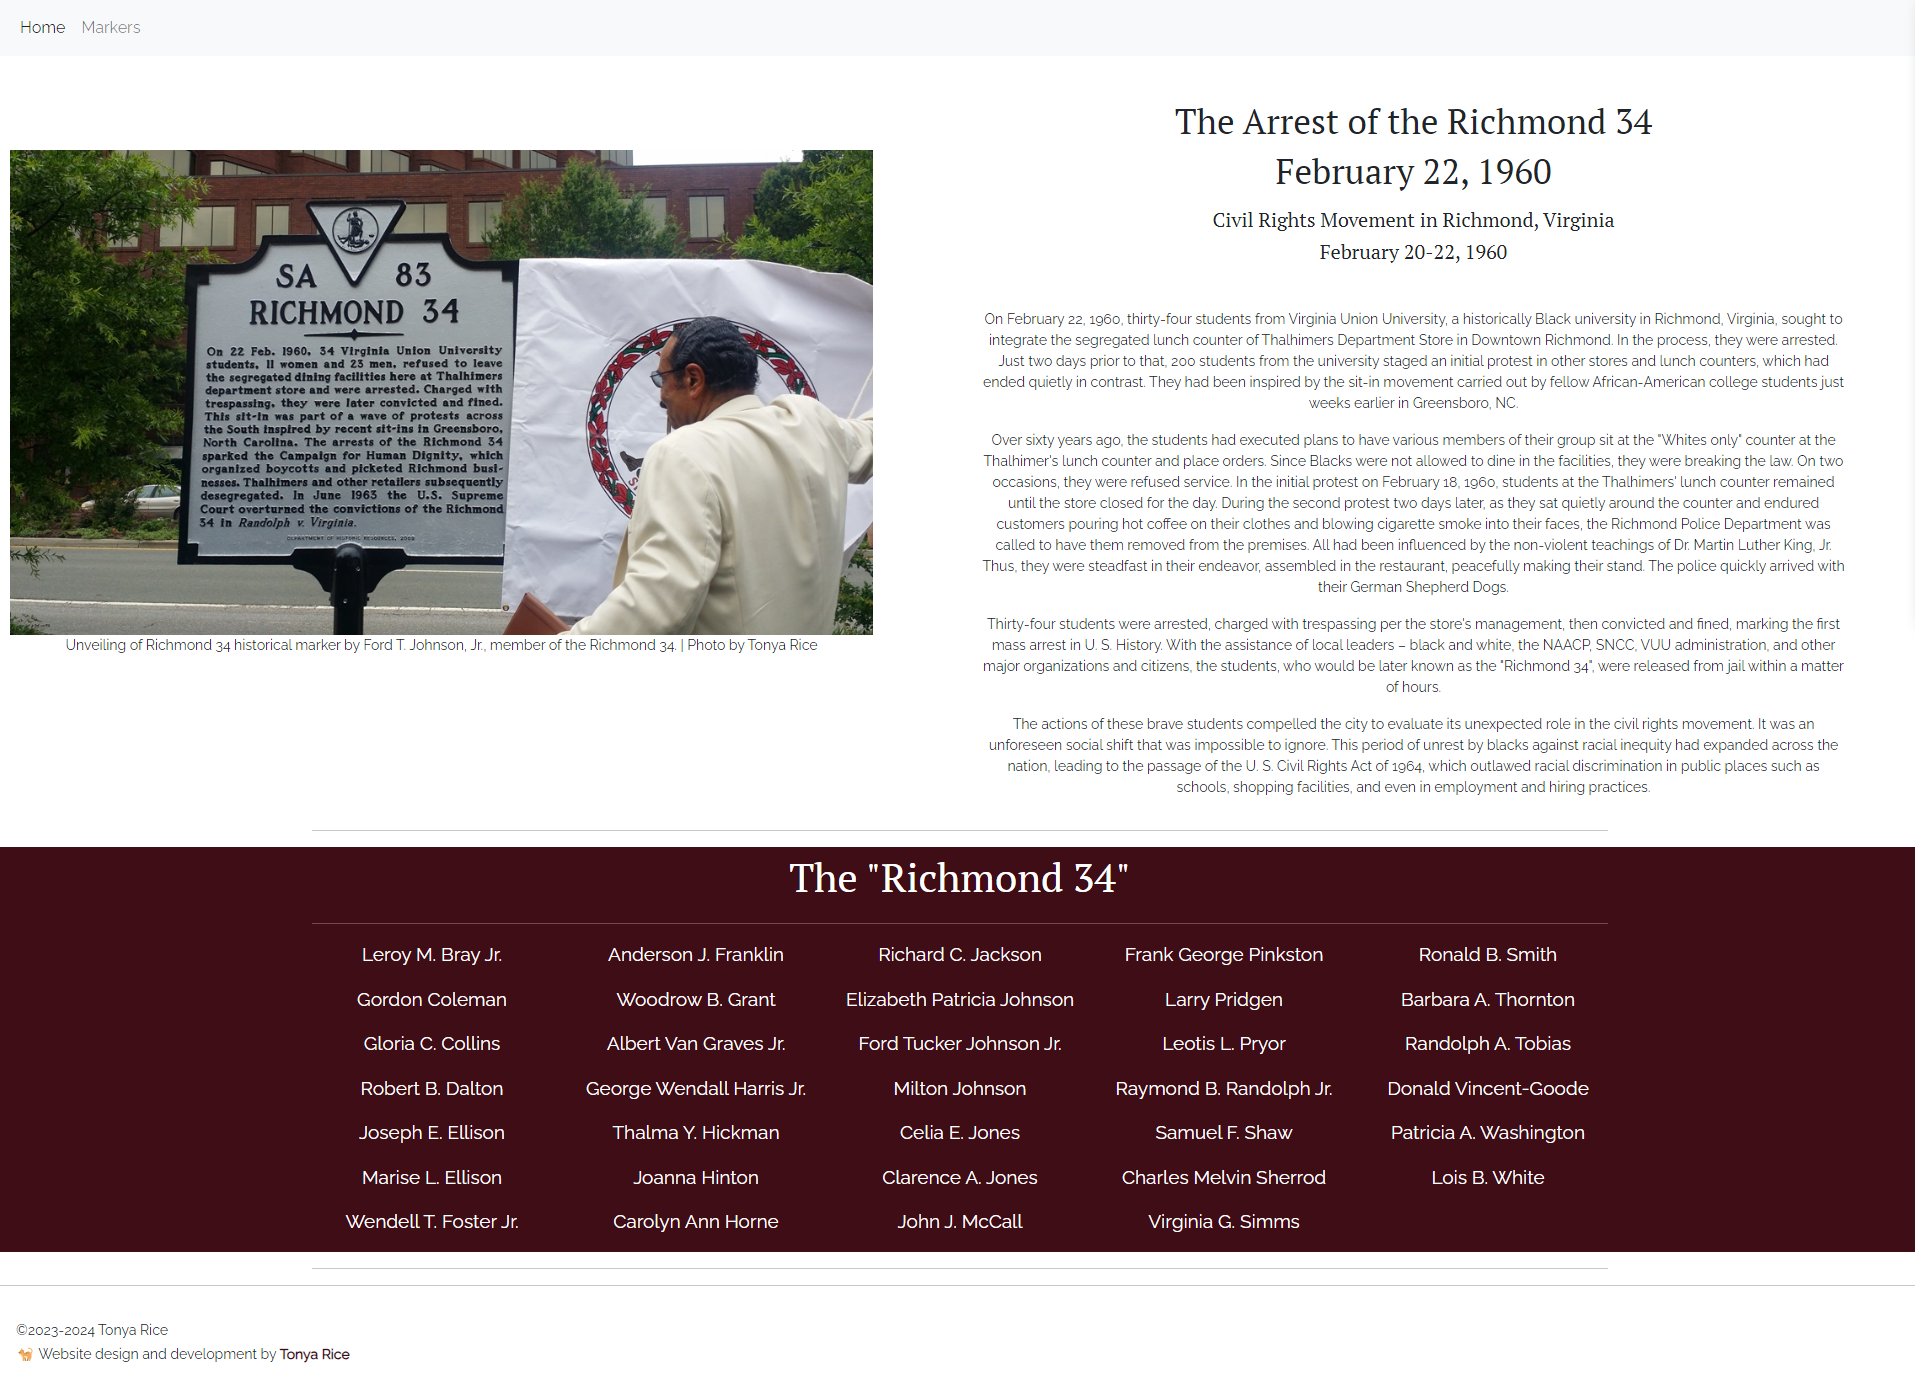 Home Markers
SA 83
RICHMOND 34
On 22 Feb. 1960, 34 Virginia Union University
students, 11 women and 23 men, refused to leave
the segregated dining facilities here at Thalhimers
department store and were arrested. Charged with
trespassing, they were later convicted and fined.
This sit-in was part of a wave of protests across
the South inspired by recent sit-ins in Greensboro,
North Carolina. The arrests of the Richmond 34
sparked the Campaign for Human Dignity, which
organized boycotts and picketed Richmond busi-
nesses. Thalhimers and other retailers subsequently
desegregated. In June 1963 the U.S. Supreme
Court overturned the convictions of the Richmond
34 in Randolph v. Virginia.
DEPARTMENT OF HISTORIC RESOURCES, 2009
Unveiling of Richmond 34 historical marker by Ford T. Johnson, Jr., member of the Richmond 34. | Photo by Tonya Rice
The Arrest of the Richmond 34
February 22, 1960
Civil Rights Movement in Richmond, Virginia
February 20-22, 1960
On February 22, 1960, thirty-four students from Virginia Union University, a historically Black university in Richmond, Virginia, sought to
integrate the segregated lunch counter of Thalhimers Department Store in Downtown Richmond. In the process, they were arrested.
Just two days prior to that, 200 students from the university staged an initial protest in other stores and lunch counters, which had
ended quietly in contrast. They had been inspired by the sit-in movement carried out by fellow African-American college students just
weeks earlier in Greensboro, NC.
Over sixty years ago, the students had executed plans to have various members of their group sit at the "Whites only" counter at the
Thalhimer's lunch counter and place orders. Since Blacks were not allowed to dine in the facilities, they were breaking the law. On two
occasions, they were refused service. In the initial protest on February 18, 1960, students at the Thalhimers' lunch counter remained
until the store closed for the day. During the second protest two days later, as they sat quietly around the counter and endured
customers pouring hot coffee on their clothes and blowing cigarette smoke into their faces, the Richmond Police Department was
called to have them removed from the premises. All had been influenced by the non-violent teachings of Dr. Martin Luther King, Jr.
Thus, they were steadfast in their endeavor, assembled in the restaurant, peacefully making their stand. The police quickly arrived with
their German Shepherd Dogs.
Thirty-four students were arrested, charged with trespassing per the store's management, then convicted and fined, marking the first
mass arrest in U. S. History. With the assistance of local leaders – black and white, the NAACP, SNCC, VUU administration, and other
major organizations and citizens, the students, who would be later known as the "Richmond 34", were released from jail within a matter
of hours.
The actions of these brave students compelled the city to evaluate its unexpected role in the civil rights movement. It was an
unforeseen social shift that was impossible to ignore. This period of unrest by blacks against racial inequity had expanded across the
nation, leading to the passage of the U. S. Civil Rights Act of 1964, which outlawed racial discrimination in public places such as
schools, shopping facilities, and even in employment and hiring practices.
The "Richmond 34"
Leroy M. Bray Jr. Anderson J. Franklin Richard C. Jackson Frank George Pinkston Ronald B. Smith
Gordon Coleman Woodrow B. Grant Elizabeth Patricia Johnson Larry Pridgen Barbara A. Thornton
Gloria C. Collins Albert Van Graves Jr. Ford Tucker Johnson Jr. Leotis L. Pryor Randolph A. Tobias
Robert B. Dalton George Wendall Harris Jr. Milton Johnson Raymond B. Randolph Jr. Donald Vincent-Goode
Joseph E. Ellison Thalma Y. Hickman Celia E. Jones Samuel F. Shaw Patricia A. Washington
Marise L. Ellison Joanna Hinton Clarence A. Jones Charles Melvin Sherrod Lois B. White
Wendell T. Foster Jr. Carolyn Ann Horne John J. McCall Virginia G. Simms
©2023-2024 Tonya Rice
🐈 Website design and development by Tonya Rice